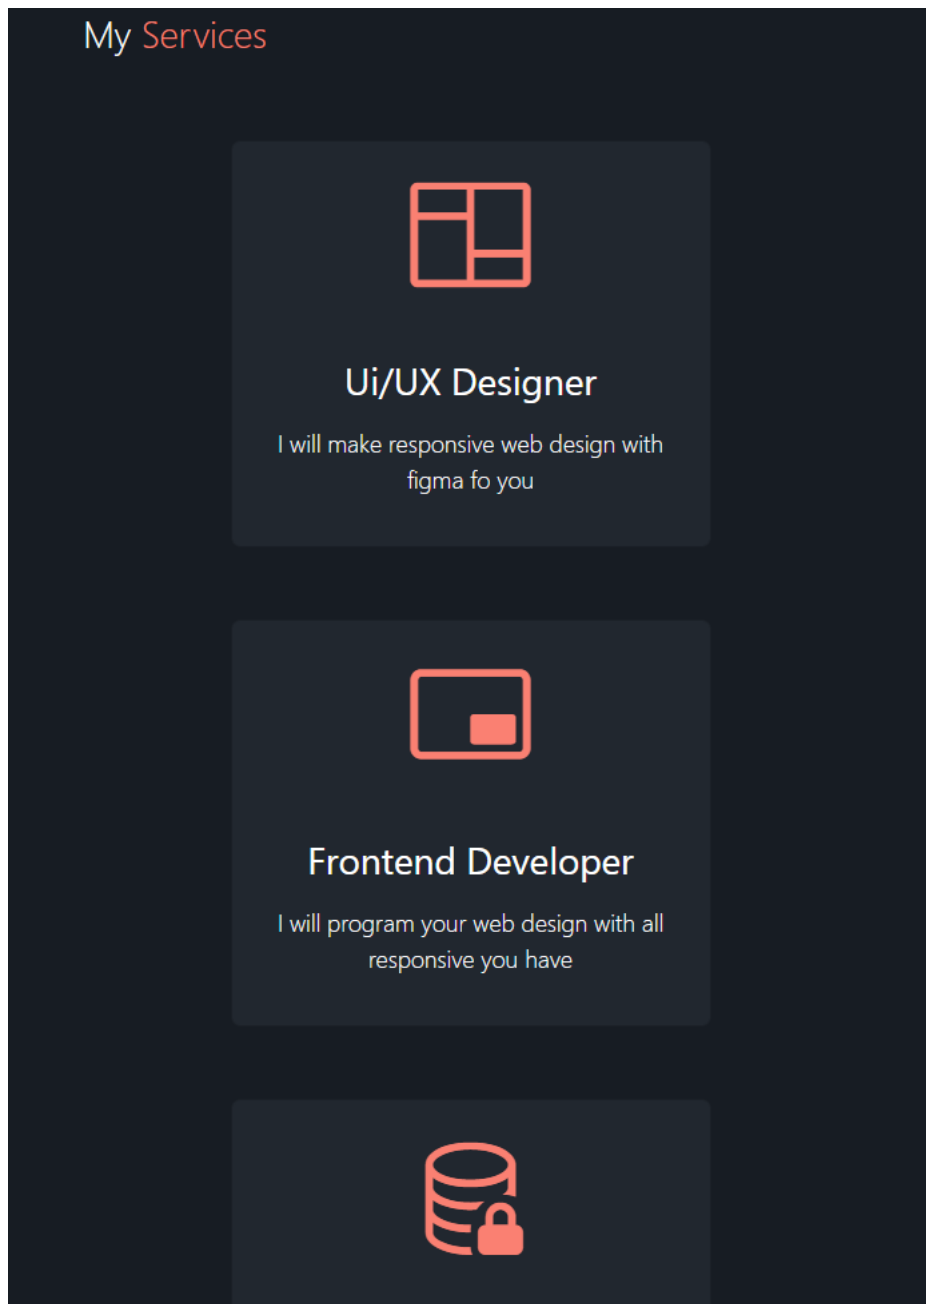 My Services
Ui/UX Designer
I will make responsive web design with
figma fo you
Frontend Developer
I will program your web design with all
responsive you have